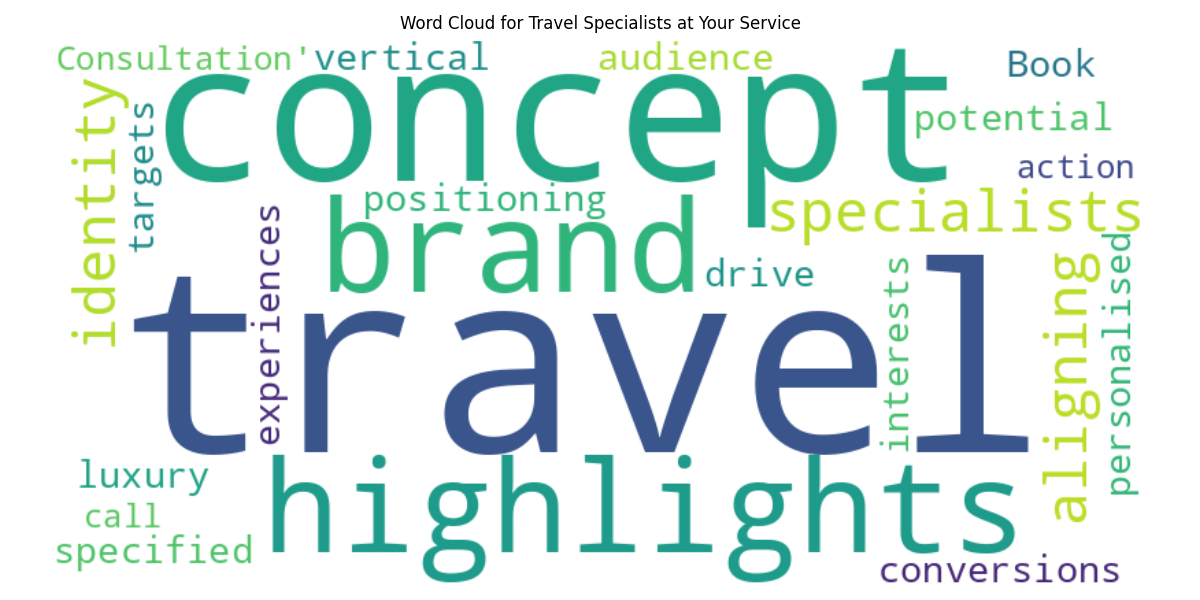 Word Cloud for Travel Specialists at Your Service
Consultation'
vertical
audience
Book
concept
potential
identity
targets
action
positioning
specialists
brand
experiences
drive
interests
aligning
personalised
travel
luxury
highlights
call
specified
conversions